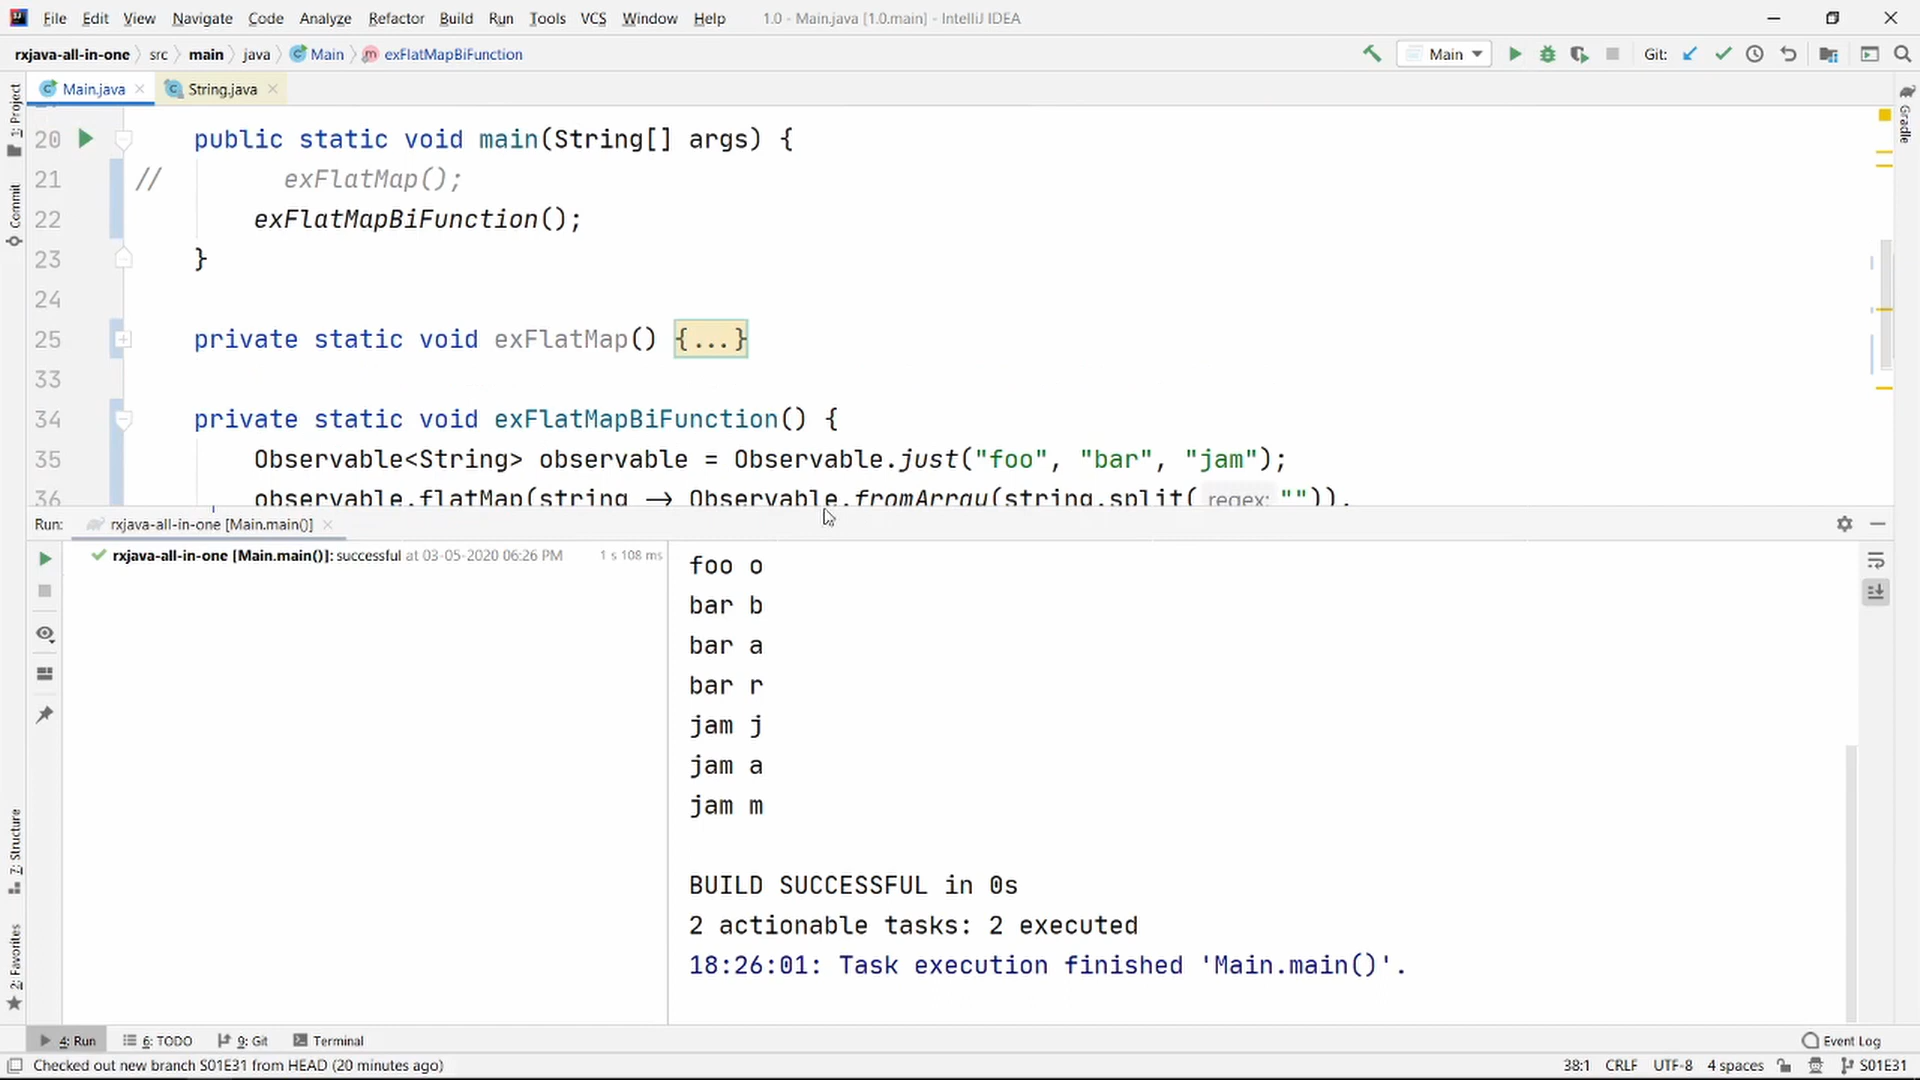 File Edit View Navigate Code Analyze Refactor Build Run Tools VCS Window Help 1.0 - Main.java [1.0.main] - IntelliJ IDEA
rxjava-all-in-one src main java Main exFlatMapBiFunction Main Git:
Main.java String.java
1: Project
Commit
Gradle
20 public static void main(String[] args) {
21 // exFlatMap();
22 exFlatMapBiFunction();
23 }
24
25 private static void exFlatMap() {...}
33
34 private static void exFlatMapBiFunction() {
35 Observable<String> observable = Observable.just("foo", "bar", "jam");
36 observable.flatMap(string → Observable.fromArray(string.split( regex: "")),
Run: rxjava-all-in-one [Main.main()]
rxjava-all-in-one [Main.main()]: successful at 03-05-2020 06:26 PM 1 s 108 ms
foo o
bar b
bar a
bar r
jam j
jam a
jam m
BUILD SUCCESSFUL in 0s
2 actionable tasks: 2 executed
18:26:01: Task execution finished 'Main.main()'.
7: Structure
2: Favorites
4: Run 6: TODO 9: Git Terminal Event Log
Checked out new branch S01E31 from HEAD (20 minutes ago) 38:1 CRLF UTF-8 4 spaces S01E31